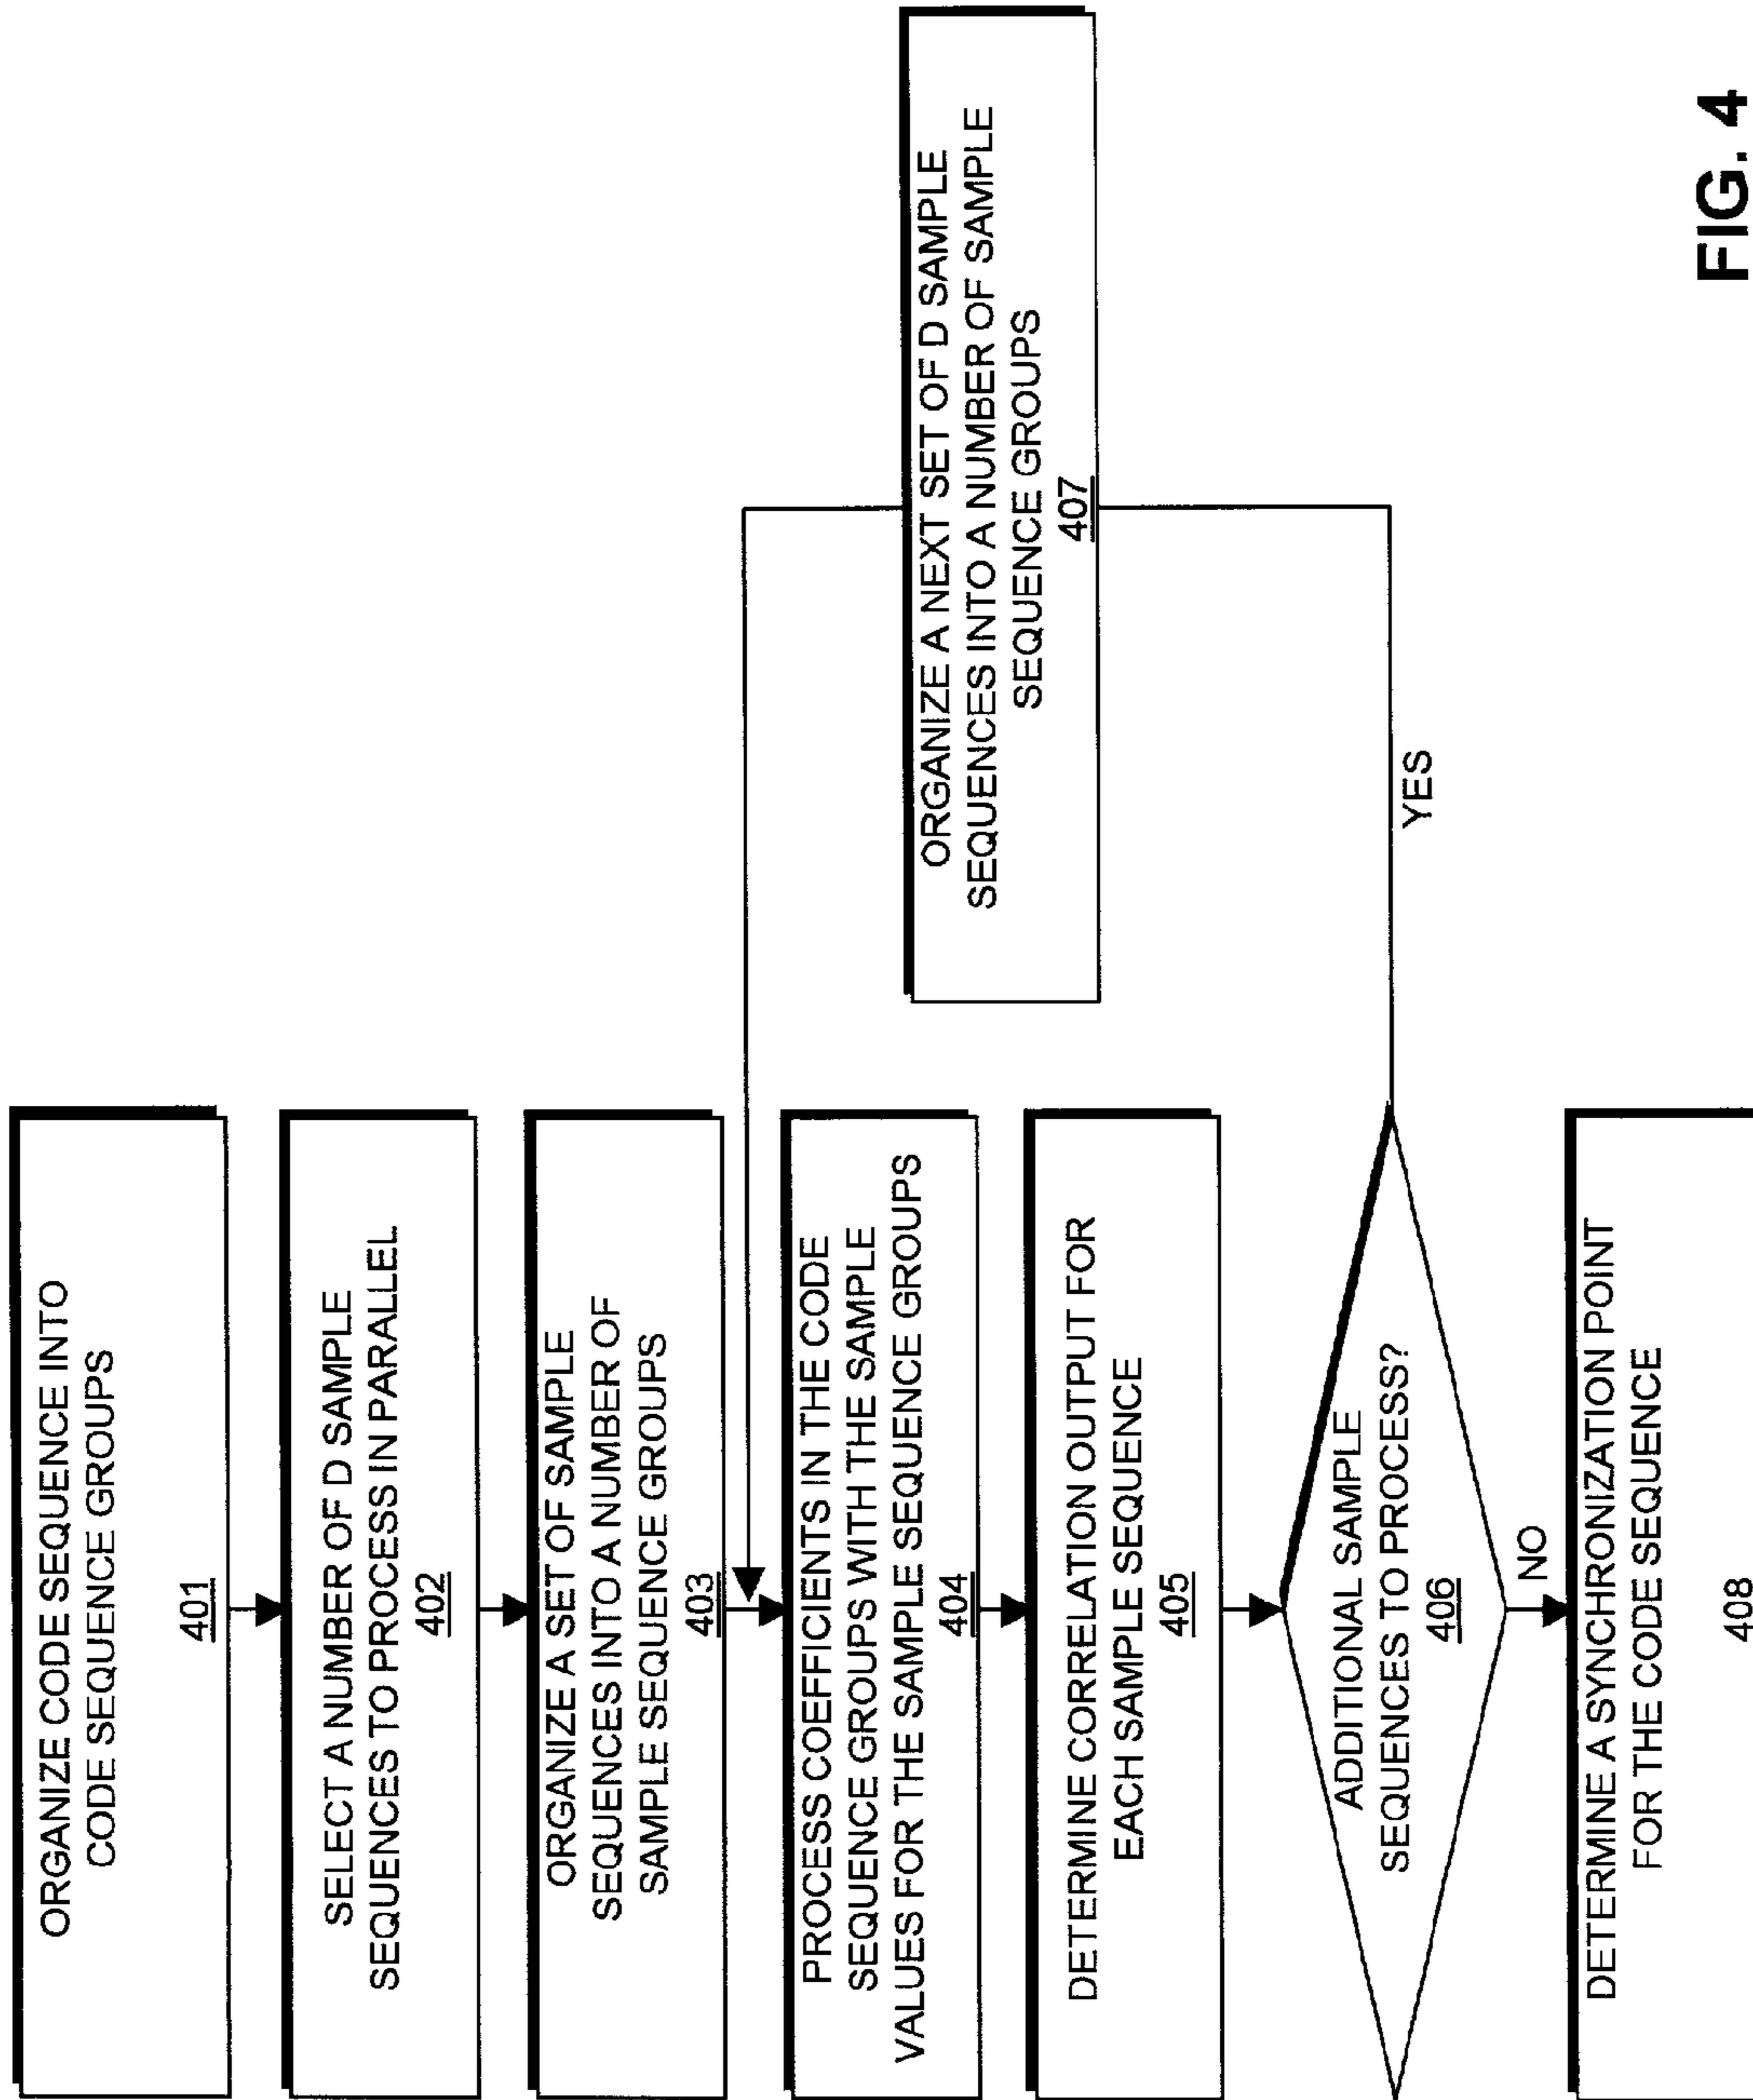 ORGANIZE CODE SEQUENCE INTO
CODE SEQUENCE GROUPS
401
SELECT A NUMBER OF D SAMPLE
SEQUENCES TO PROCESS IN PARALLEL
402
ORGANIZE A SET OF SAMPLE
SEQUENCES INTO A NUMBER OF
SAMPLE SEQUENCE GROUPS
403
PROCESS COEFFICIENTS IN THE CODE
SEQUENCE GROUPS WITH THE SAMPLE
VALUES FOR THE SAMPLE SEQUENCE GROUPS
404
DETERMINE CORRELATION OUTPUT FOR
EACH SAMPLE SEQUENCE
405
ADDITIONAL SAMPLE
SEQUENCES TO PROCESS?
406
YES
ORGANIZE A NEXT SET OF D SAMPLE
SEQUENCES INTO A NUMBER OF SAMPLE
SEQUENCE GROUPS
407
NO
DETERMINE A SYNCHRONIZATION POINT
FOR THE CODE SEQUENCE
408
FIG. 4